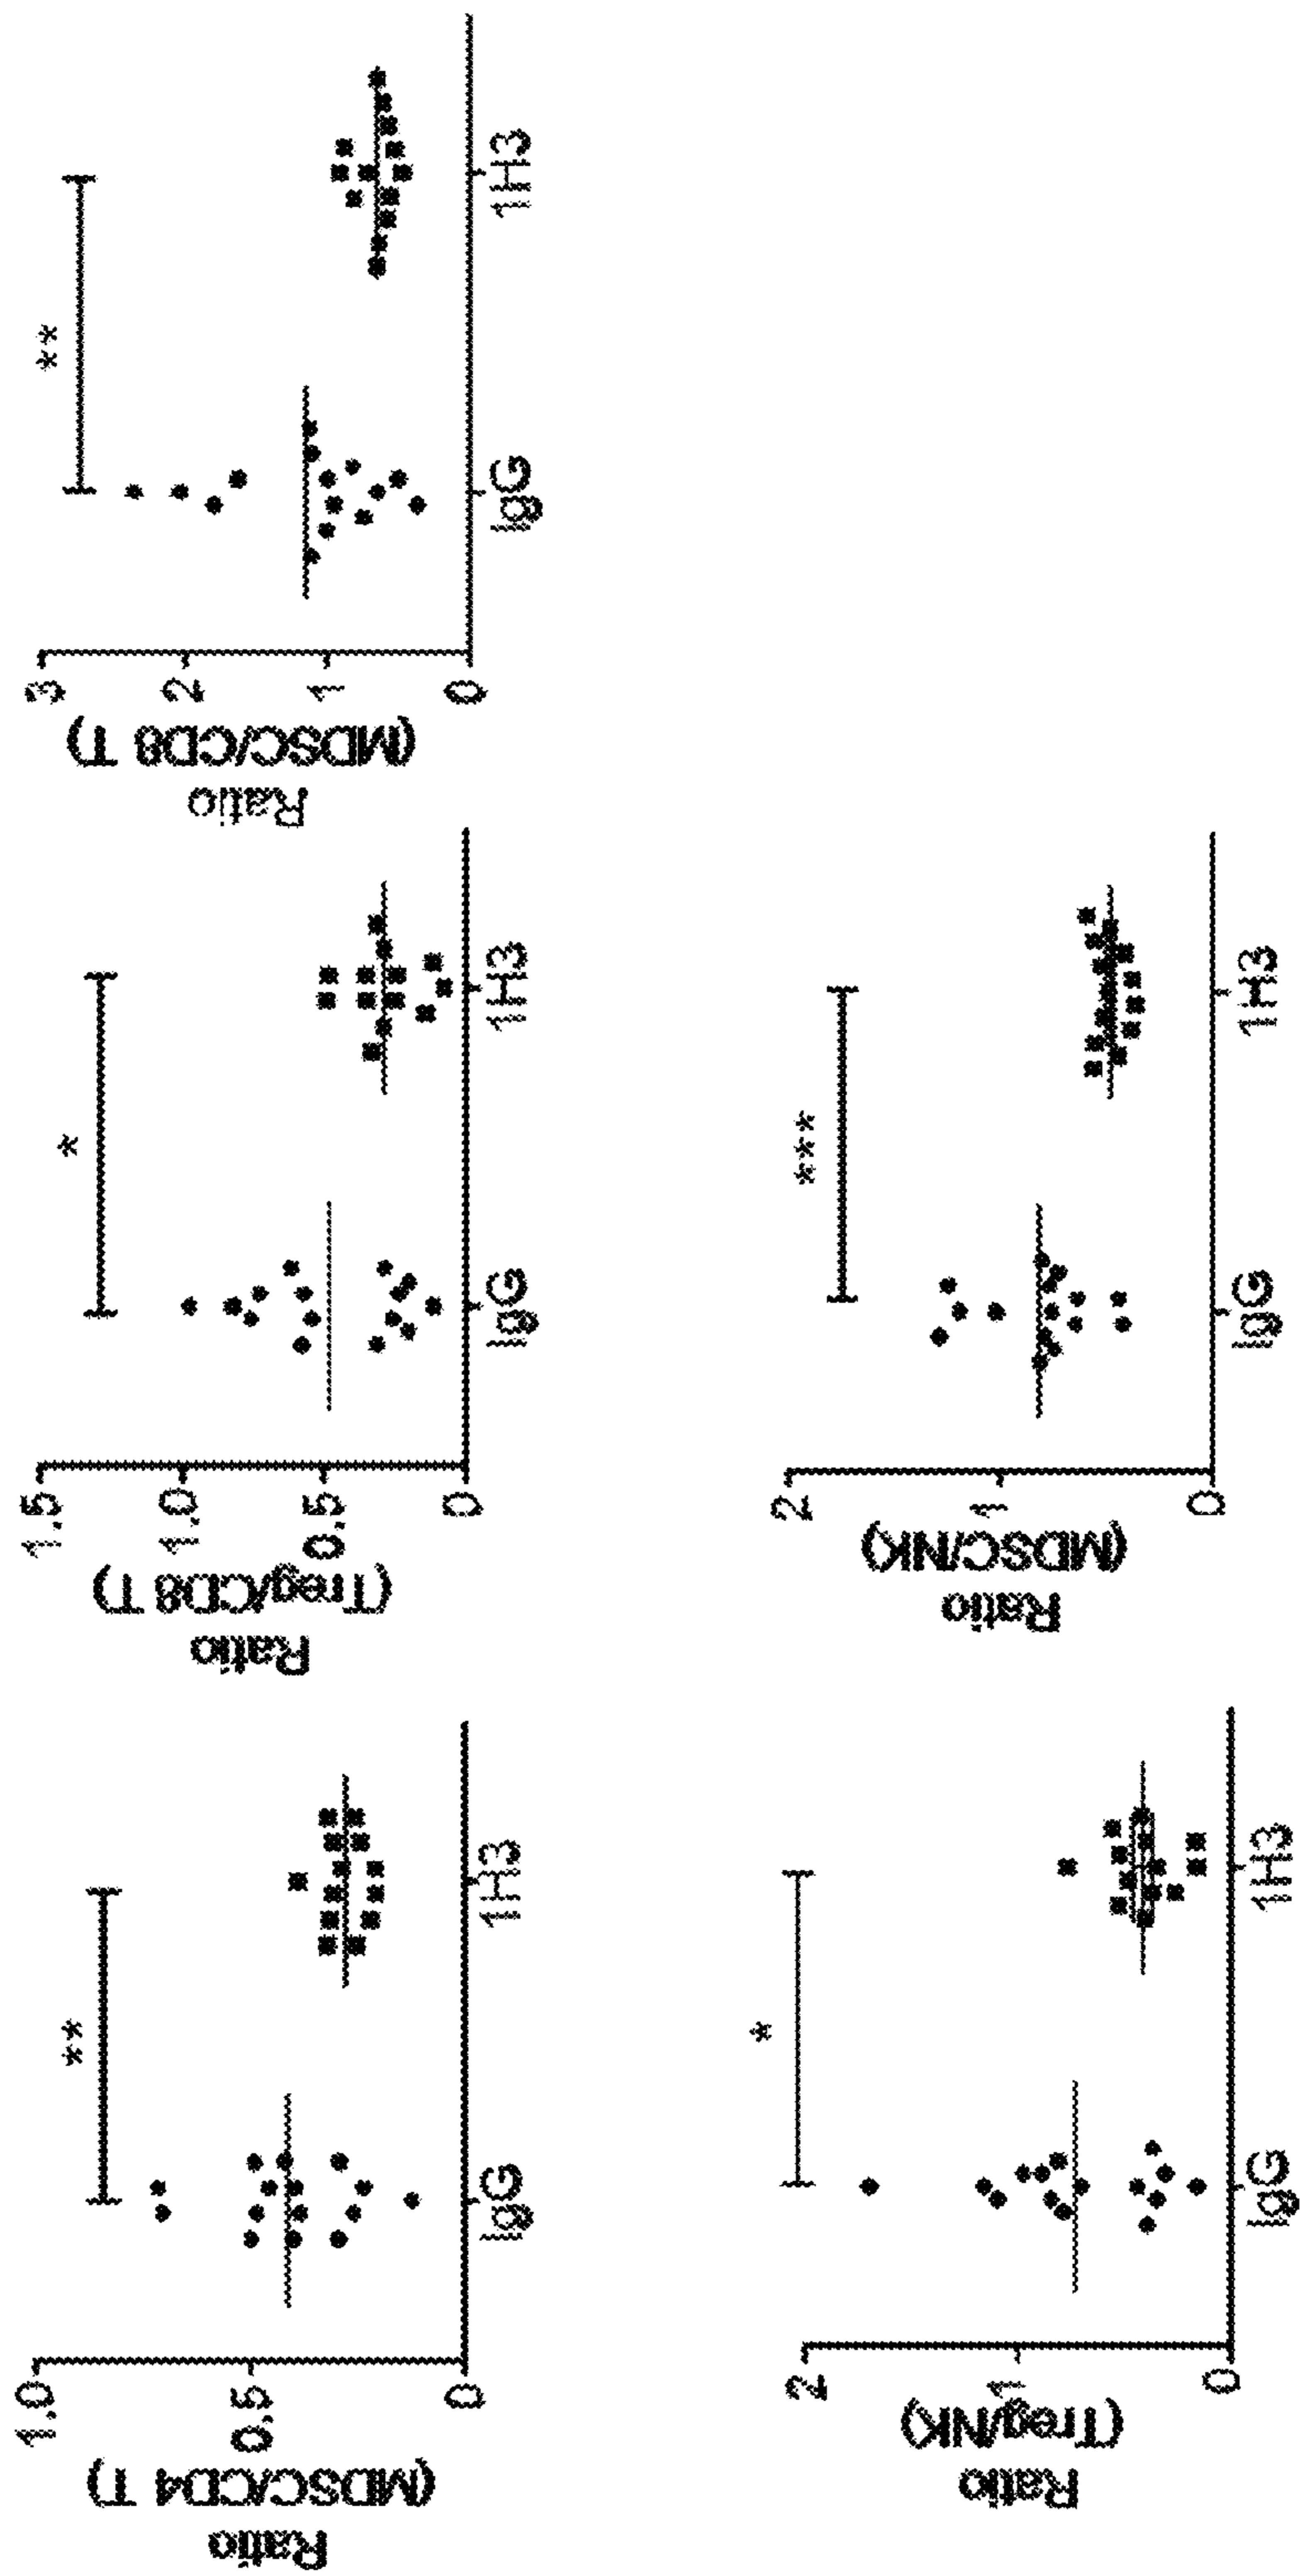 Ratio
(MDSC/CD4 T)
1.0
0.5
0
**
IgG
1H3
Ratio
(Treg/CD8 T)
1.5
1.0
0.5
0
*
IgG
1H3
Ratio
(MDSC/CD8 T)
3
2
1
0
**
IgG
1H3
Ratio
(Treg/NK)
2
1
0
*
IgG
1H3
Ratio
(MDSC/NK)
2
1
0
***
IgG
1H3